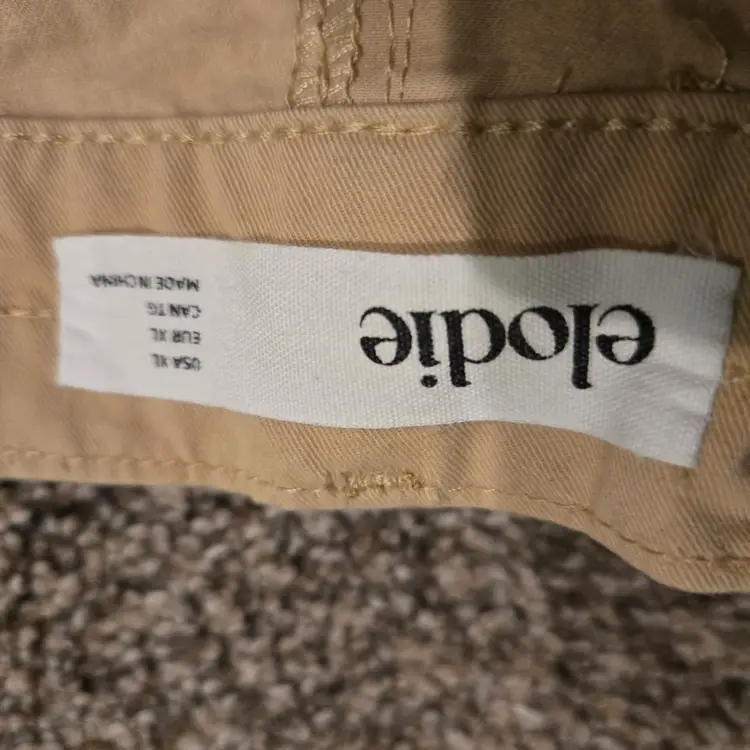 elodie
USA XL
EUR XL
CAN TG
MADE IN CHINA